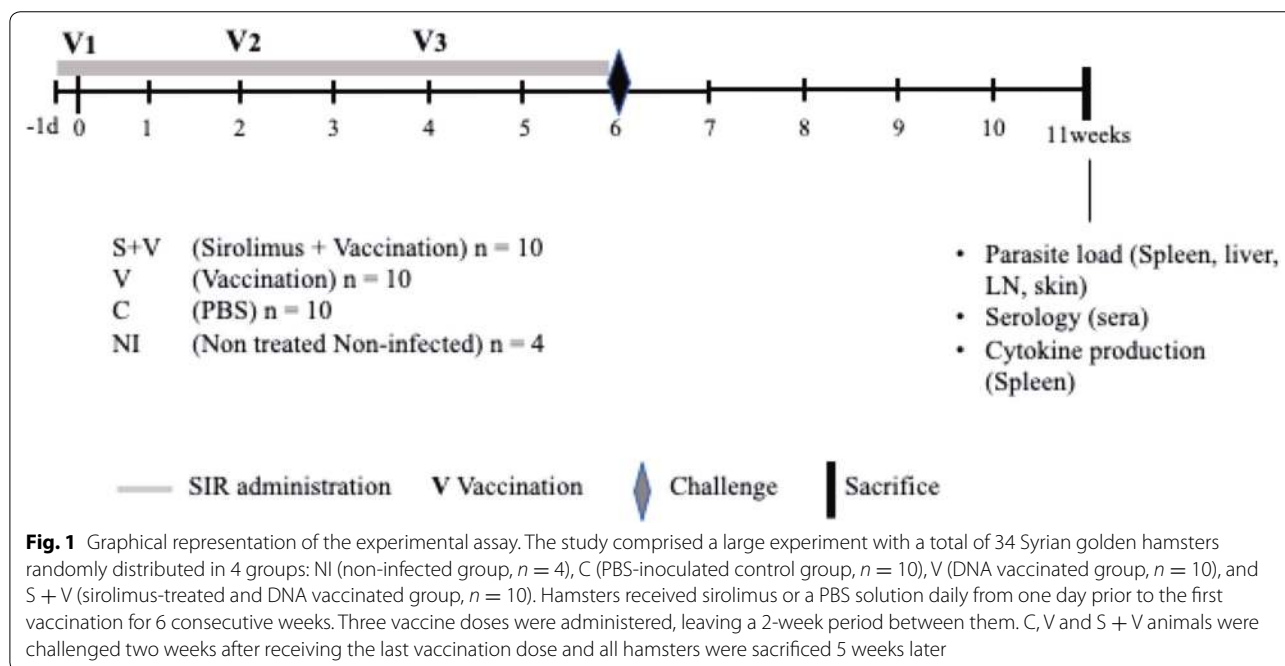 V1 V2 V3
-1d 0 1 2 3 4 5 6 7 8 9 10 11weeks
S+V (Sirolimus + Vaccination) n = 10
V (Vaccination) n = 10
C (PBS) n = 10
NI (Non treated Non-infected) n = 4
• Parasite load (Spleen, liver,
LN, skin)
• Serology (sera)
• Cytokine production
(Spleen)
SIR administration V Vaccination Challenge Sacrifice
Fig. 1 Graphical representation of the experimental assay. The study comprised a large experiment with a total of 34 Syrian golden hamsters
randomly distributed in 4 groups: NI (non-infected group, n = 4), C (PBS-inoculated control group, n = 10), V (DNA vaccinated group, n = 10), and
S + V (sirolimus-treated and DNA vaccinated group, n = 10). Hamsters received sirolimus or a PBS solution daily from one day prior to the first
vaccination for 6 consecutive weeks. Three vaccine doses were administered, leaving a 2-week period between them. C, V and S + V animals were
challenged two weeks after receiving the last vaccination dose and all hamsters were sacrificed 5 weeks later